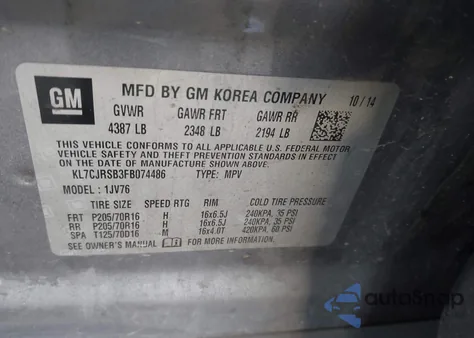 GM
MFD BY GM KOREA COMPANY 10/14
GVWR GAWR FRT GAWR RR
4387 LB 2348 LB 2194 LB
THIS VEHICLE CONFORMS TO ALL APPLICABLE U.S. FEDERAL
MOTOR VEHICLE SAFETY, BUMPER, AND THEFT PREVENTION
STANDARDS IN EFFECT ON THE DATE OF MANUFACTURE SHOWN ABOVE.
KL7CJRSB3FB074486 TYPE: MPV
MODEL: 1JV76
TIRE SIZE SPEED RTG RIM COLD TIRE PRESSURE
FRT P205/70R16 H 16x6.5J 240KPA, 35 PSI
RR P205/70R16 H 16x6.5J 240KPA, 35 PSI
SPA T125/70D16 M 16x4.0T 420KPA, 60 PSI
SEE OWNER'S MANUAL FOR MORE INFORMATION.
autosnap